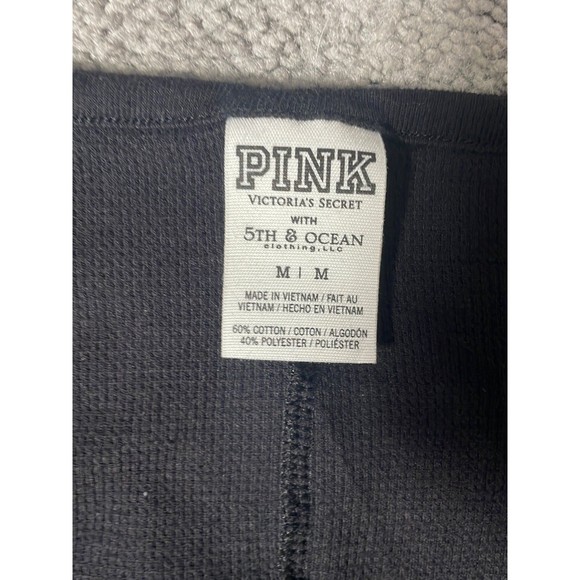 PINK
VICTORIA'S SECRET
WITH
5TH & OCEAN
clothing, LLC
M | M
MADE IN VIETNAM / FAIT AU
VIETNAM / HECHO EN VIETNAM
60% COTTON / COTON / ALGODÓN
40% POLYESTER / POLIÉSTER